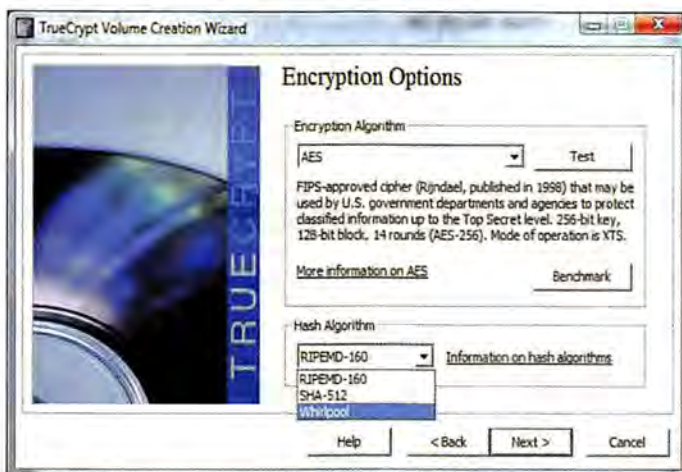 TrueCrypt Volume Creation Wizard
TRUECRYPT
Encryption Options
Encryption Algorithm
AES
Test
FIPS-approved cipher (Rijndael, published in 1998) that may be
used by U.S. government departments and agencies to protect
classified information up to the Top Secret level. 256-bit key,
128-bit block, 14 rounds (AES-256). Mode of operation is XTS.
More information on AES
Benchmark
Hash Algorithm
RIPEMD-160
Information on hash algorithms
RIPEMD-160
SHA-512
Whirlpool
Help
< Back
Next >
Cancel